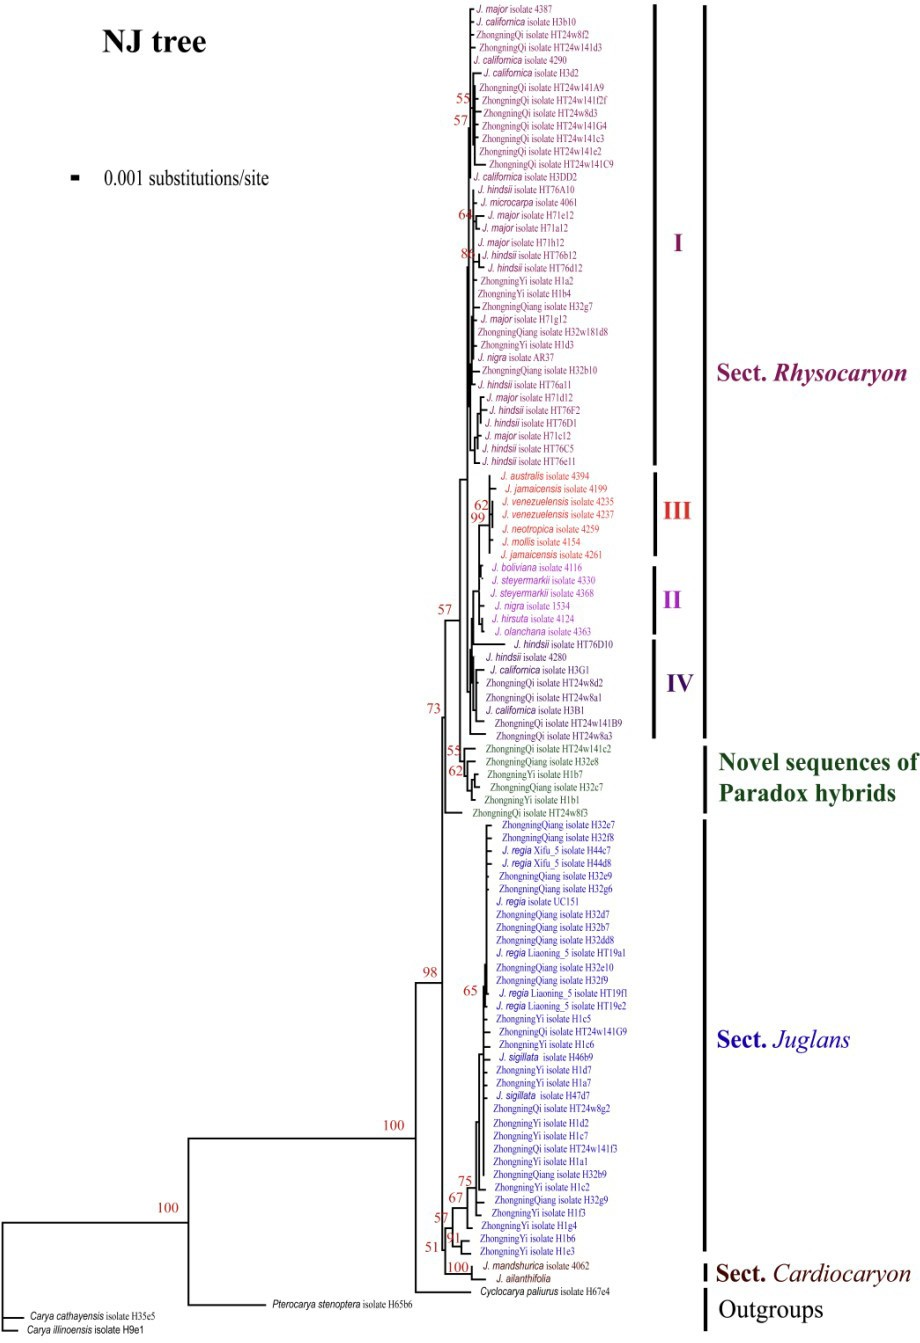 NJ tree
0.001 substitutions/site
J. major isolate 4387
J. californica isolate H3b10
ZhongningQi isolate HT24w8f2
ZhongningQi isolate HT24w141d3
J. californica isolate 4290
J. californica isolate H3d2
ZhongningQi isolate HT24w141A9
55
ZhongningQi isolate HT24w141f2f
ZhongningQi isolate HT24w8d3
57
ZhongningQi isolate HT24w141G4
ZhongningQi isolate HT24w141c3
ZhongningQi isolate HT24w141e2
ZhongningQi isolate HT24w141C9
J. californica isolate H3DD2
J. hindsii isolate HT76A10
J. microcarpa isolate 4061
64
J. major isolate H71e12
J. major isolate H71a12
J. major isolate H71h12
J. hindsii isolate HT76b12
J. hindsii isolate HT76d12
ZhongningYi isolate H1a2
ZhongningYi isolate H1b4
ZhongningQiang isolate H32g7
J. major isolate H71g12
ZhongningQiang isolate H32w181d8
ZhongningYi isolate H1d3
J. nigra isolate AR37
ZhongningQiang isolate H32b10
J. hindsii isolate HT76a11
J. major isolate H71d12
J. hindsii isolate HT76F2
J. hindsii isolate HT76D1
J. major isolate H71c12
J. hindsii isolate HT76C5
J. hindsii isolate HT76e11
I
Sect. Rhysocaryon
J. australis isolate 4394
J. jamaicensis isolate 4199
62
J. venezuelensis isolate 4235
99
J. venezuelensis isolate 4237
J. neotropica isolate 4259
J. mollis isolate 4154
J. jamaicensis isolate 4261
III
J. boliviana isolate 4116
J. steyermarkii isolate 4330
J. steyermarkii isolate 4368
J. nigra isolate 1534
J. hirsuta isolate 4124
J. olanchana isolate 4363
II
57
J. hindsii isolate HT76D10
J. hindsii isolate 4280
J. californica isolate H3G1
ZhongningQi isolate HT24w8d2
ZhongningQi isolate HT24w8a1
J. californica isolate H3B1
ZhongningQi isolate HT24w141B9
ZhongningQi isolate HT24w8a3
IV
73
55
ZhongningQi isolate HT24w141c2
ZhongningQiang isolate H32e8
62
ZhongningYi isolate H1b7
ZhongningQiang isolate H32c7
ZhongningYi isolate H1b1
ZhongningQi isolate HT24w8f3
Novel sequences of
Paradox hybrids
ZhongningQiang isolate H32e7
ZhongningQiang isolate H32f8
J. regia Xifu_5 isolate H44c7
J. regia Xifu_5 isolate H44d8
ZhongningQiang isolate H32e9
ZhongningQiang isolate H32g6
J. regia isolate UC151
ZhongningQiang isolate H32d7
ZhongningQiang isolate H32b7
ZhongningQiang isolate H32dd8
J. regia Liaoning_5 isolate HT19a1
98
ZhongningQiang isolate H32e10
ZhongningQiang isolate H32f9
65
J. regia Liaoning_5 isolate HT19f1
J. regia Liaoning_5 isolate HT19e2
ZhongningYi isolate H1c5
ZhongningQi isolate HT24w141G9
ZhongningYi isolate H1c6
J. sigillata isolate H46b9
ZhongningYi isolate H1d7
ZhongningYi isolate H1a7
J. sigillata isolate H47d7
ZhongningQi isolate HT24w8g2
ZhongningYi isolate H1d2
100
ZhongningYi isolate H1c7
ZhongningQi isolate HT24w141f3
ZhongningYi isolate H1a1
ZhongningQiang isolate H32b9
75
ZhongningYi isolate H1c2
67
ZhongningQiang isolate H32g9
ZhongningYi isolate H1f3
57
ZhongningYi isolate H1g4
91
ZhongningYi isolate H1b6
51
ZhongningYi isolate H1e3
Sect. Juglans
100
100
J. mandshurica isolate 4062
J. ailanthifolia
Sect. Cardiocaryon
Cyclocarya paliurus isolate H67e4
Pterocarya stenoptera isolate H65b6
Carya cathayensis isolate H35e5
Carya illinoensis isolate H9e1
Outgroups